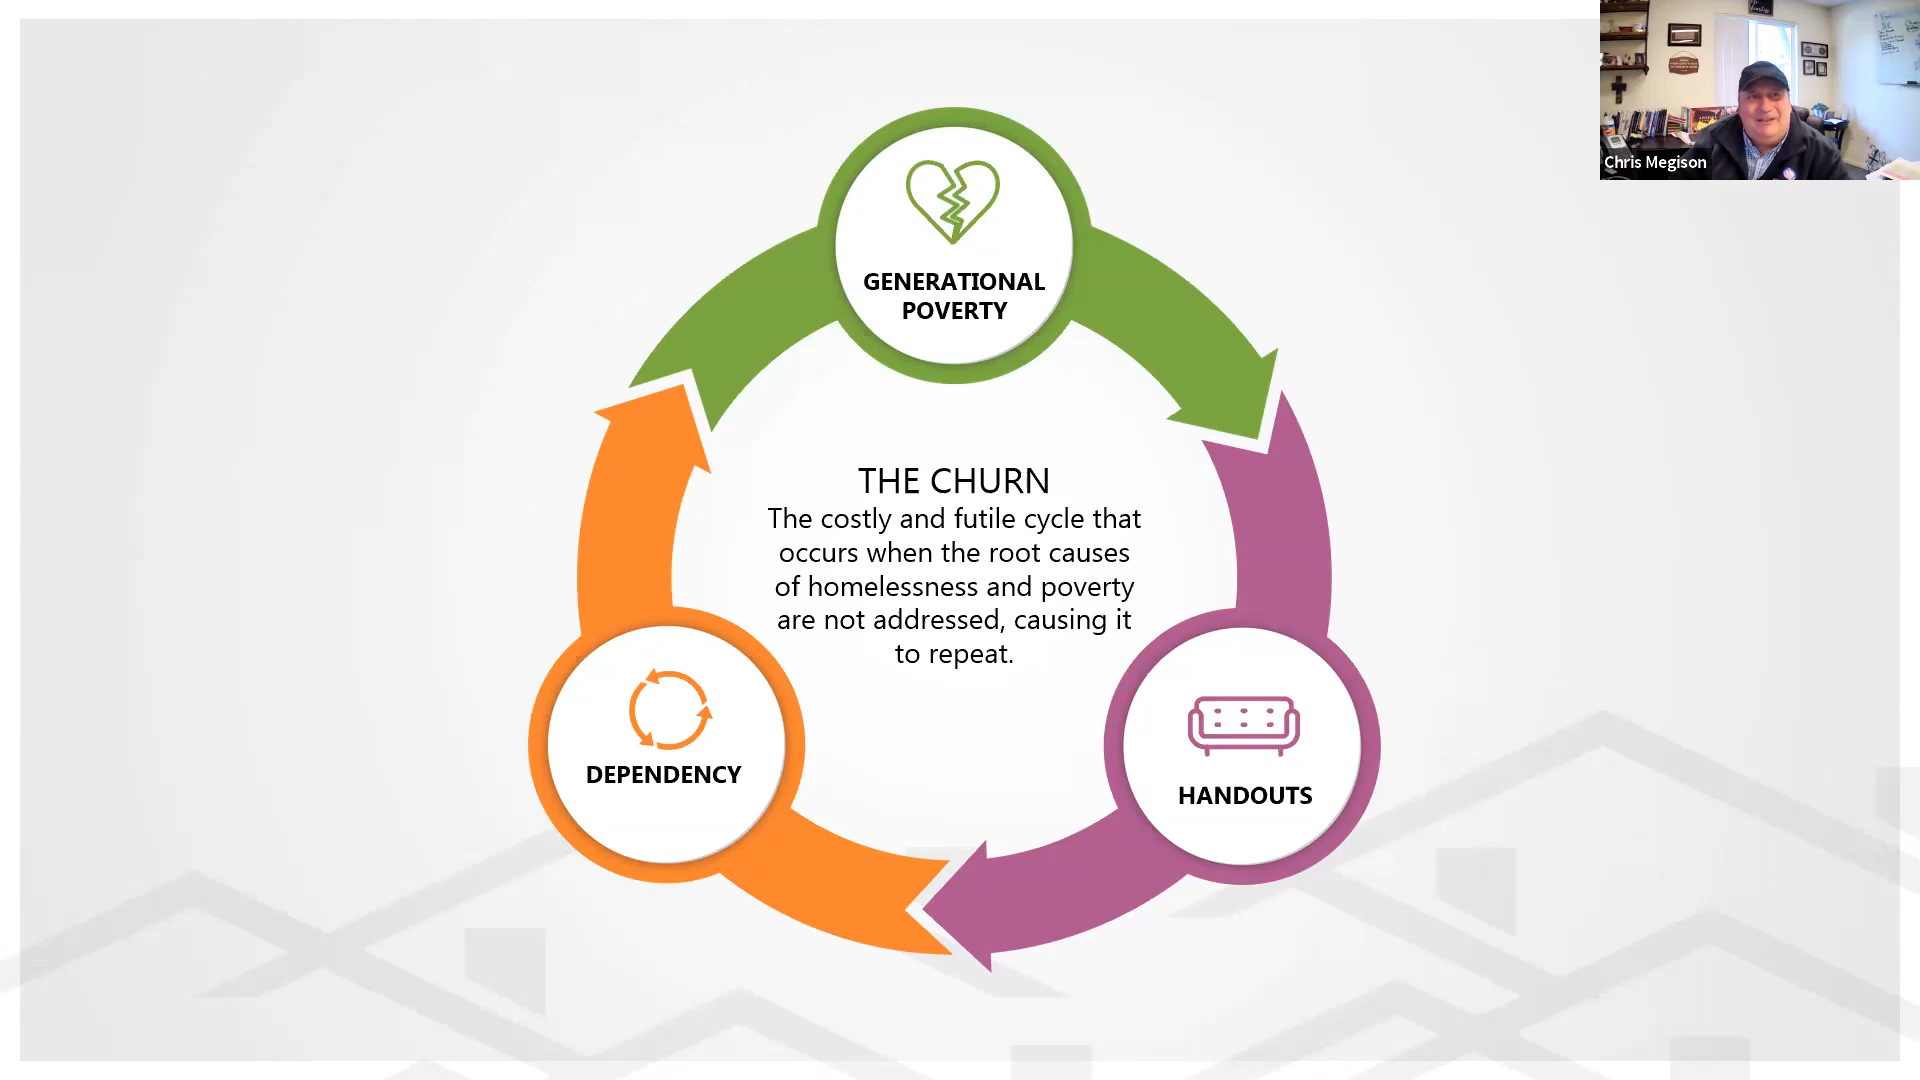 Chris Megison
GENERATIONAL
POVERTY
THE CHURN
The costly and futile cycle that
occurs when the root causes
of homelessness and poverty
are not addressed, causing it
to repeat.
DEPENDENCY
HANDOUTS